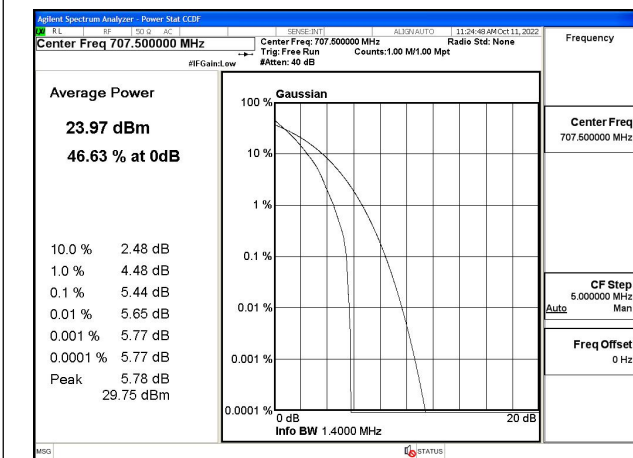 Agilent Spectrum Analyzer - Power Stat CCDF
LXI RL RF 50 Ω AC SENSE:INT ALIGN AUTO 11:24:48 AM Oct 11, 2022
Center Freq 707.500000 MHz
Center Freq: 707.500000 MHz Radio Std: None
Trig: Free Run Counts:1.00 M/1.00 Mpt
#IFGain:Low #Atten: 40 dB
Frequency
Average Power
23.97 dBm
46.63 % at 0dB
10.0 % 2.48 dB
1.0 % 4.48 dB
0.1 % 5.44 dB
0.01 % 5.65 dB
0.001 % 5.77 dB
0.0001 % 5.77 dB
Peak 5.78 dB
29.75 dBm
Gaussian
100 %
10 %
1 %
0.1 %
0.01 %
0.001 %
0.0001 %
0 dB 20 dB
Info BW 1.4000 MHz
Center Freq
707.500000 MHz
CF Step
5.000000 MHz
Auto Man
Freq Offset
0 Hz
MSG STATUS